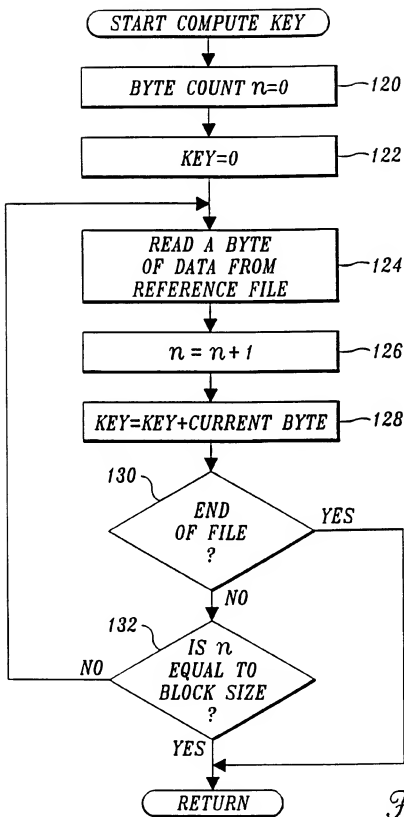 START COMPUTE KEY
BYTE COUNT n=0
120
KEY=0
122
READ A BYTE
OF DATA FROM
REFERENCE FILE
124
n = n+1
126
KEY=KEY+CURRENT BYTE
128
130
END
OF FILE
?
YES
NO
132
IS n
EQUAL TO
BLOCK SIZE
?
NO
YES
RETURN